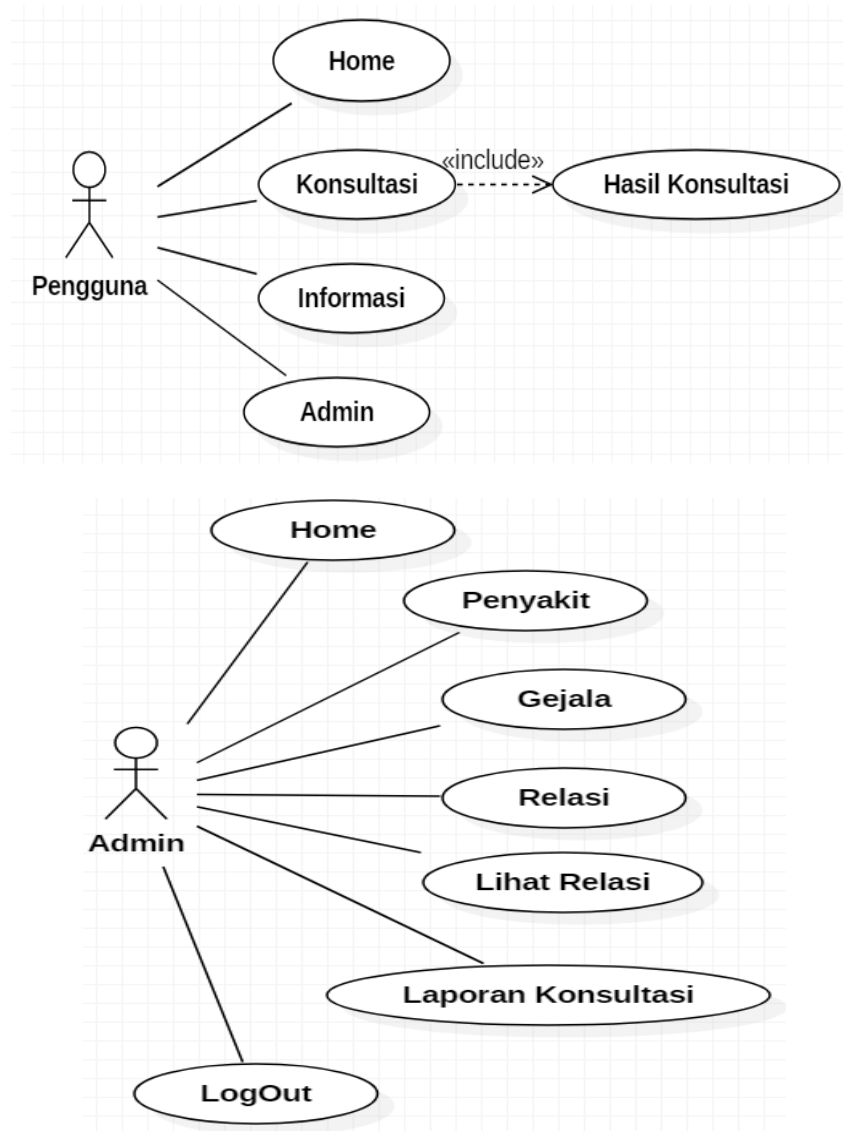 Home
«include»
Konsultasi
Hasil Konsultasi
Pengguna
Informasi
Admin
Home
Penyakit
Gejala
Relasi
Admin
Lihat Relasi
Laporan Konsultasi
LogOut